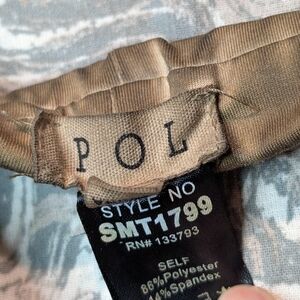 POL
STYLE NO
SMT1799
RN# 133793
SELF
86%Polyester
14%Spandex